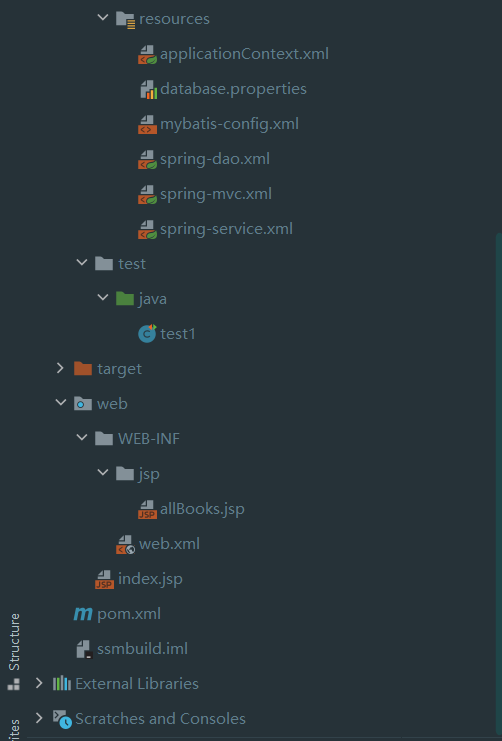 resources
applicationContext.xml
database.properties
mybatis-config.xml
spring-dao.xml
spring-mvc.xml
spring-service.xml
test
java
test1
target
web
WEB-INF
jsp
allBooks.jsp
web.xml
index.jsp
pom.xml
ssmbuild.iml
External Libraries
Scratches and Consoles
Structure